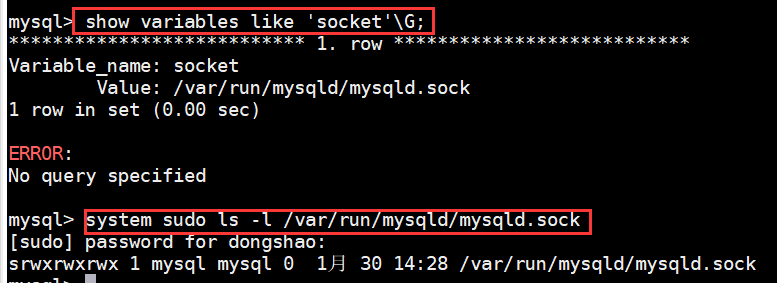 mysql> show variables like 'socket'\G;
*************************** 1. row ***************************
Variable_name: socket
        Value: /var/run/mysqld/mysqld.sock
1 row in set (0.00 sec)
ERROR:
No query specified
mysql> system sudo ls -l /var/run/mysqld/mysqld.sock
[sudo] password for dongshao:
srwxrwxrwx 1 mysql mysql 0  1月 30 14:28 /var/run/mysqld/mysqld.sock
mysql>